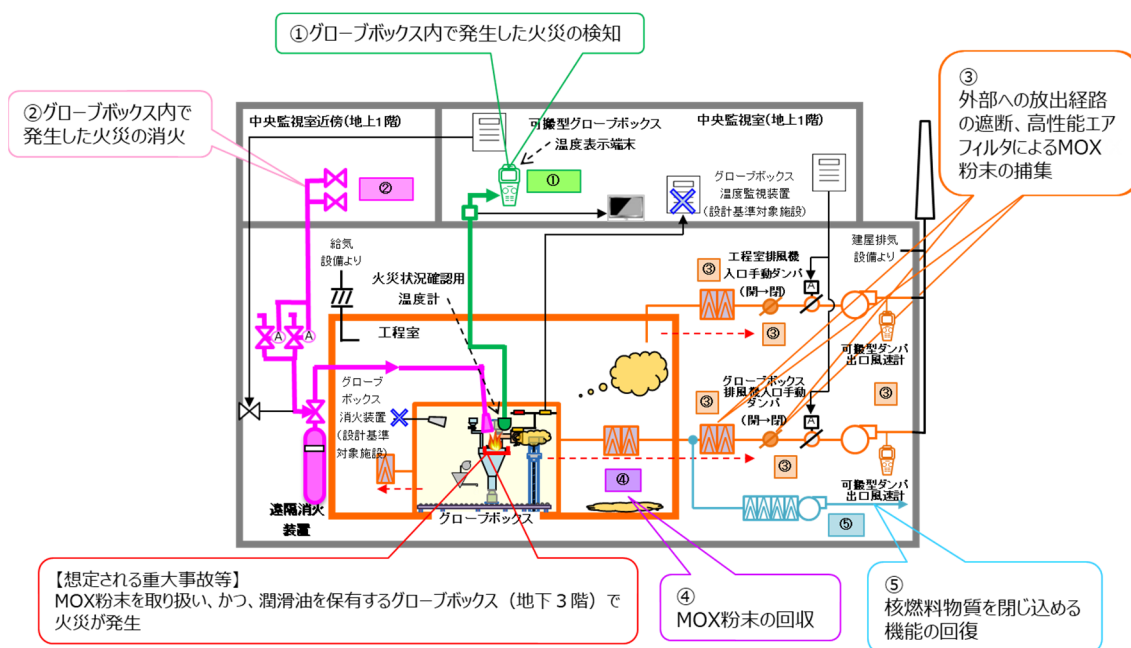 ①グローブボックス内で発生した火災の検知
②グローブボックス内で
発生した火災の消火
③
外部への放出経路
の遮断、高性能エア
フィルタによるMOX
粉末の捕集
中央監視室近傍(地上1階)
可搬型グローブボックス
温度表示端末
中央監視室(地上1階)
②
①
グローブボックス
温度監視装置
(設計基準対象施設)
給気
設備より
火災状況確認用
温度計
工程室排風機
入口手動ダンパ
(開→閉)
建屋排気
設備より
③
A
③
可搬型ダンパ
出口風速計
工程室
A
A
グローブ
ボックス
消火装置
(設計基準
対象施設)
グローブボックス
排風機入口手動
ダンパ
(開→閉)
③
③
A
③
④
可搬型ダンパ
出口風速計
遠隔消火
装置
グローブボックス
⑤
【想定される重大事故等】
MOX粉末を取り扱い、かつ、潤滑油を保有するグローブボックス(地下3階)で
火災が発生
④
MOX粉末の回収
⑤
核燃料物質を閉じ込める
機能の回復